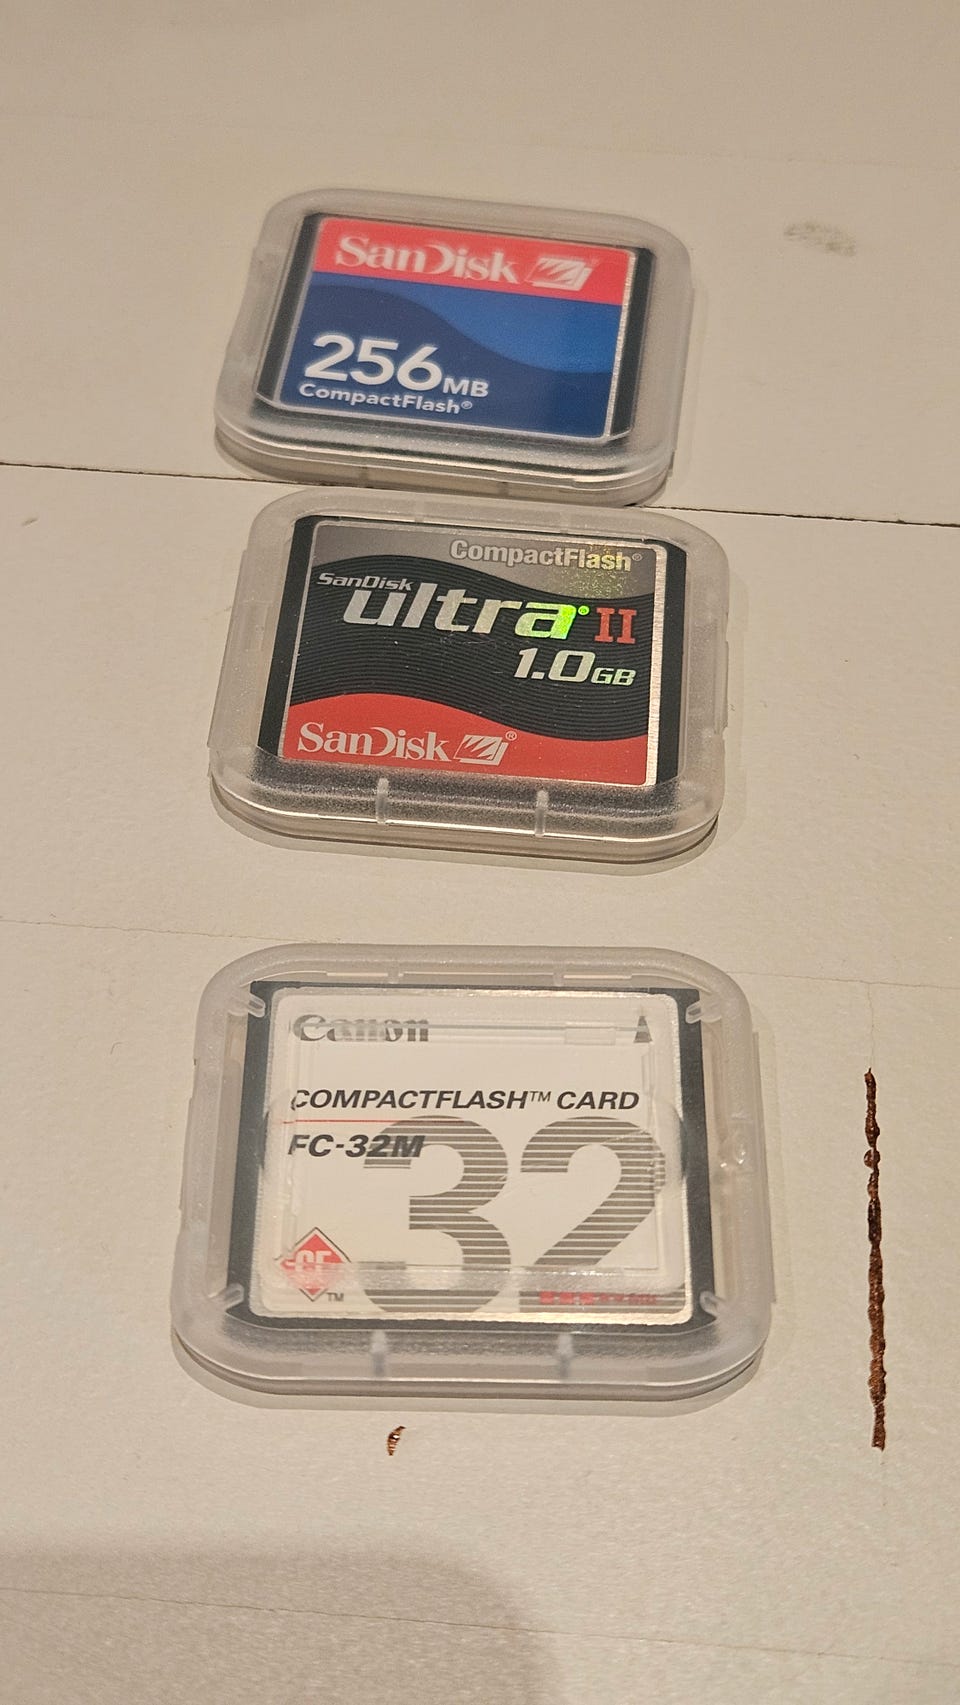 SanDisk
256MB
CompactFlash®
CompactFlash®
SanDisk
ultra® II
1.0GB
SanDisk®
Canon
COMPACTFLASH™ CARD
FC-32M
32
CF
TM